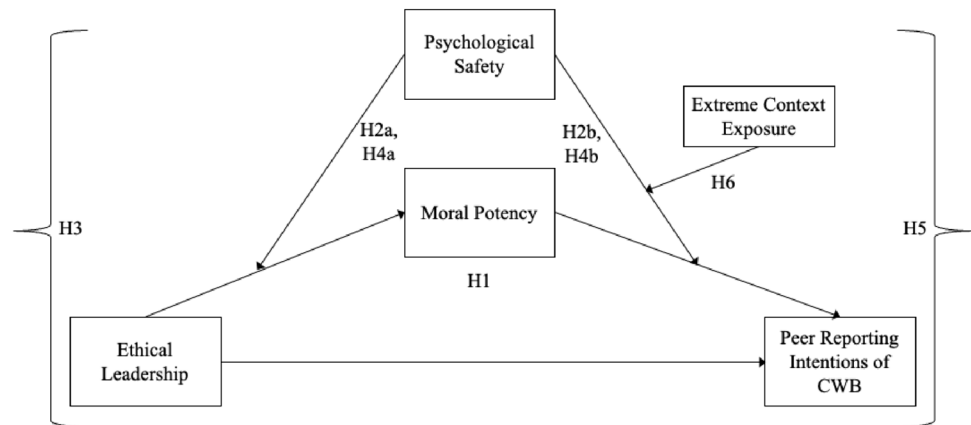 Psychological
Safety
Extreme Context
Exposure
H2a,
H4a
H2b,
H4b
H6
Moral Potency
H3
H5
H1
Ethical
Leadership
Peer Reporting
Intentions of
CWB